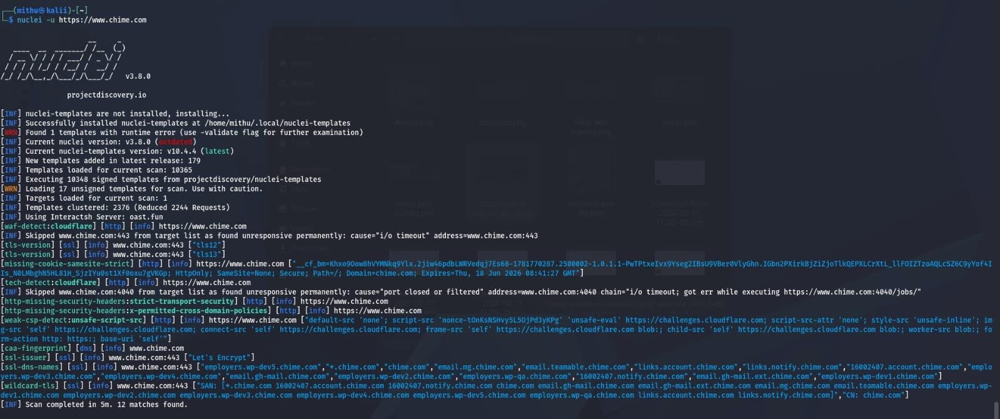 ┌──(mithu㉿kalii)-[~]
└─$ nuclei -u https://www.chime.com
v3.8.0
projectdiscovery.io
[INF] nuclei-templates are not installed, installing...
[INF] Successfully installed nuclei-templates at /home/mithu/.local/nuclei-templates
[WRN] Found 1 templates with runtime error (use -validate flag for further examination)
[INF] Current nuclei version: v3.8.0 (outdated)
[INF] Current nuclei-templates version: v10.4.4 (latest)
[INF] New templates added in latest release: 179
[INF] Templates loaded for current scan: 10365
[INF] Executing 10348 signed templates from projectdiscovery/nuclei-templates
[WRN] Loading 17 unsigned templates for scan. Use with caution.
[INF] Targets loaded for current scan: 1
[INF] Templates clustered: 2376 (Reduced 2244 Requests)
[INF] Using Interactsh Server: oast.fun
[waf-detect:cloudflare] [http] [info] https://www.chime.com
[INF] Skipped www.chime.com:443 from target list as found unresponsive permanently: cause="i/o timeout" address=www.chime.com:443
[tls-version] [ssl] [info] www.chime.com:443 ["tls12"]
[tls-version] [ssl] [info] www.chime.com:443 ["tls13"]
[missing-cookie-samesite-strict] [http] [info] https://www.chime.com ["__cf_bm=Khxo9Oow8hVYMNkq9Ylx.2jiw46pdbLWRVedqj7Es68-1781770287.2500002-1.0.1.1-PwTPtxeIvx9Yseg2IBsU9VBer0VlyGhn.IGbn2PXirkBjZiZjoTlkQEPXLCrXtL_llFOIZTzoAQLcSZ6C9yYof4I
Is_N0LMbghN5HL81H_SjzIYu0st1Xf0oxu7gVKGp; HttpOnly; SameSite=None; Secure; Path=/; Domain=chime.com; Expires=Thu, 18 Jun 2026 08:41:27 GMT"]
[tech-detect:cloudflare] [http] [info] https://www.chime.com
[INF] Skipped www.chime.com:4040 from target list as found unresponsive permanently: cause="port closed or filtered" address=www.chime.com:4040 chain="i/o timeout; got err while executing https://www.chime.com:4040/jobs/"
[http-missing-security-headers:strict-transport-security] [http] [info] https://www.chime.com
[http-missing-security-headers:x-permitted-cross-domain-policies] [http] [info] https://www.chime.com
[weak-csp-detect:unsafe-script-src] [http] [info] https://www.chime.com ["default-src 'none'; script-src 'nonce-tOnKsNSHvy5L5OjPd3yKPg' 'unsafe-eval' https://challenges.cloudflare.com; script-src-attr 'none'; style-src 'unsafe-inline'; im
g-src 'self' https://challenges.cloudflare.com; connect-src 'self' https://challenges.cloudflare.com; frame-src 'self' https://challenges.cloudflare.com blob:; child-src 'self' https://challenges.cloudflare.com blob:; worker-src blob:; fo
rm-action http: https:; base-uri 'self'"]
[caa-fingerprint] [dns] [info] www.chime.com
[ssl-issuer] [ssl] [info] www.chime.com:443 ["Let's Encrypt"]
[ssl-dns-names] [ssl] [info] www.chime.com:443 ["employers.wp-dev5.chime.com","*.chime.com","chime.com","email.mg.chime.com","email.teamable.chime.com","links.account.chime.com","links.notify.chime.com","16002407.account.chime.com","emplo
yers.wp-dev3.chime.com","employers.wp-dev4.chime.com","email.gh-mail.chime.com","employers.wp-dev2.chime.com","employers.wp-qa.chime.com","16002407.notify.chime.com","email.gh-mail.ext.chime.com","employers.wp-dev1.chime.com"]
[wildcard-tls] [ssl] [info] www.chime.com:443 ["SAN: [*.chime.com 16002407.account.chime.com 16002407.notify.chime.com chime.com email.gh-mail.chime.com email.gh-mail.ext.chime.com email.mg.chime.com email.teamable.chime.com employers.wp-
dev1.chime.com employers.wp-dev2.chime.com employers.wp-dev3.chime.com employers.wp-dev4.chime.com employers.wp-dev5.chime.com employers.wp-qa.chime.com links.account.chime.com links.notify.chime.com]","CN: chime.com"]
[INF] Scan completed in 5m. 12 matches found.